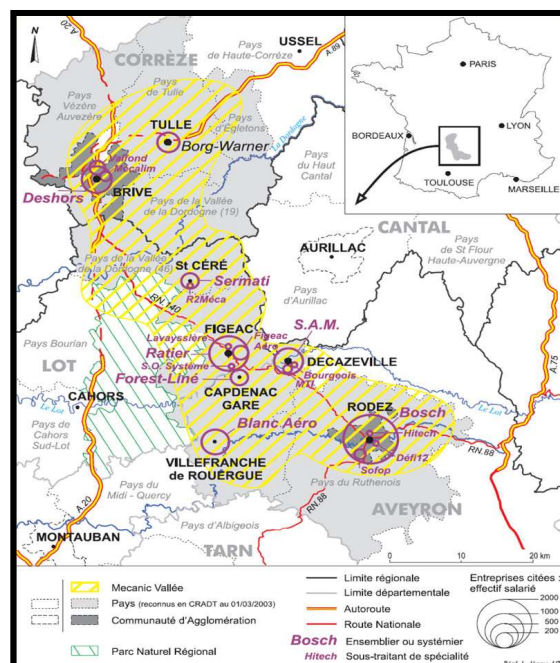 N
A20
CORRÈZE
Pays
de Haute-Corrèze
USSEL
A.89
Pays
Vézère
Auvezère
Pays
de Tulle
TULLE
Borg-Warner
Pays
d'Egletons
La Dordogne
Valfond
Mécalim
Deshors
BRIVE
Pays de la Vallée
de la Dordogne (19)
Pays
du Haut
Cantal
PARIS
LYON
BORDEAUX
TOULOUSE
MARSEILLE
CANTAL
Pays de la Vallée
de la Dordogne (46)
St CÉRÉ
Sermati
R2Méca
AURILLAC
Pays
d'Aurillac
Pays
de St Flour
Haute-Auvergne
RN.140
FIGEAC
Lavayssière
Ratier
S.O. Système
Figeac
Aéro
S.A.M.
DECAZEVILLE
Bourgeois
MTI
Forest-Liné
CAPDENAC
GARE
Pays Bourian
LOT
Le Lot
CAHORS
Pays
de Cahors
Sud-Lot
Blanc Aéro
VILLEFRANCHE
de ROUERGUE
RODEZ
Bosch
Hitech
Défi12
Sofop
Le Lot
A.75
RN.88
Pays du Ruthenois
AVEYRON
Pays du
Midi - Quercy
A 20
MONTAUBAN
Pays d'Albigeois
TARN
RN.88
0 10 20 km
Mecanic Vallée
Pays (reconnus en CRADT au 01/03/2003)
Communauté d'Agglomération
Parc Naturel Régional
Limite régionale
Limite départementale
Autoroute
Route Nationale
Bosch Ensemblier ou systémier
Hitech Sous-traitant de spécialité
Entreprises citées :
effectif salarié
2000
1000
500
200